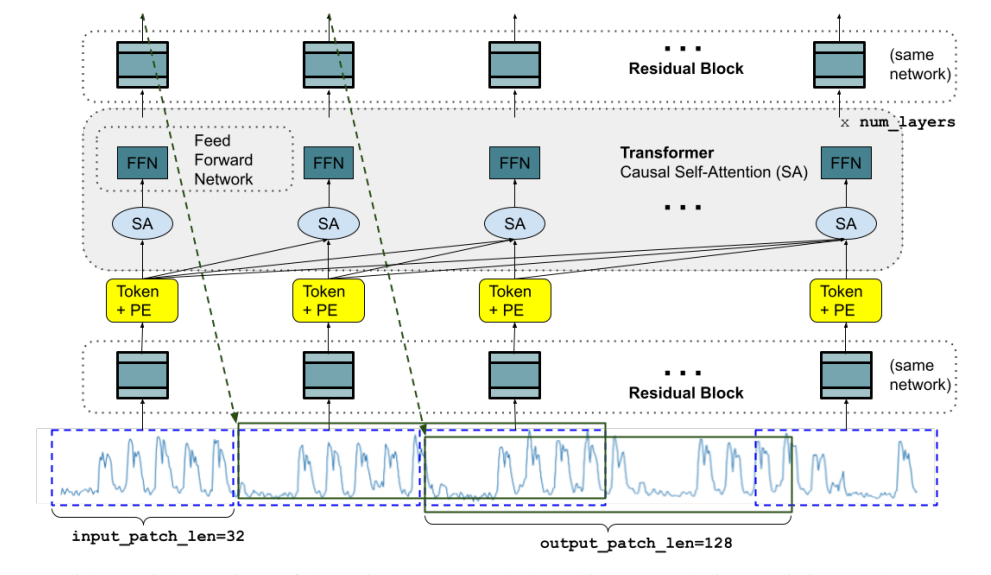 (same
network)
Residual Block
x num_layers
Feed
Forward
Network
Transformer
Causal Self-Attention (SA)
FFN
FFN
FFN
FFN
SA
SA
SA
SA
Token
+ PE
Token
+ PE
Token
+ PE
Token
+ PE
(same
network)
Residual Block
input_patch_len=32
output_patch_len=128